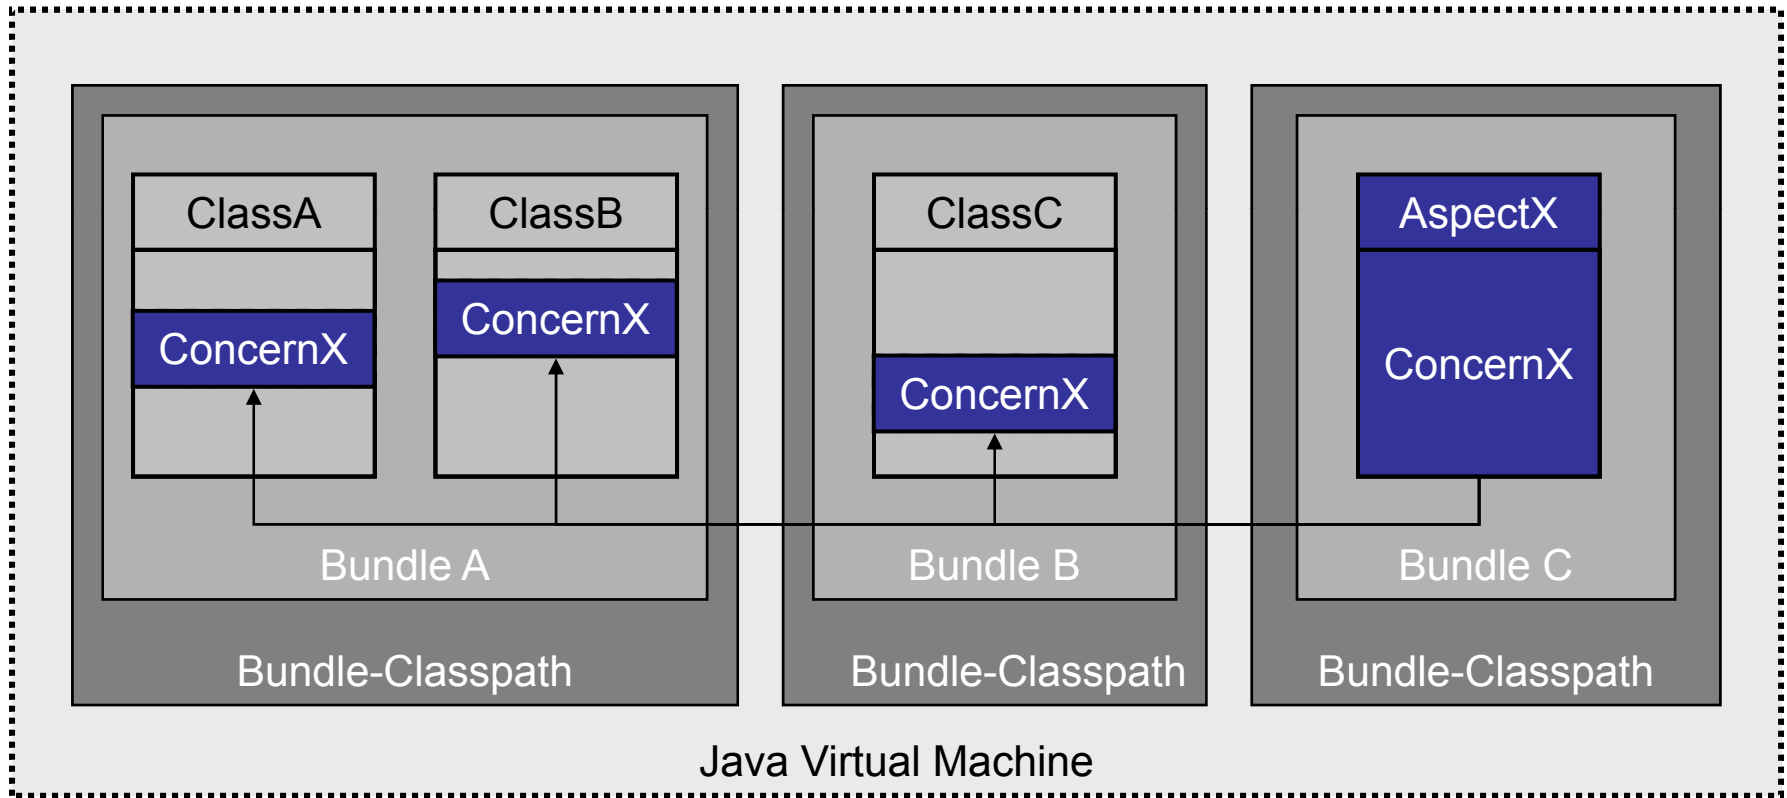 ClassA
ClassB
ClassC
AspectX
ConcernX
ConcernX
ConcernX
ConcernX
Bundle A
Bundle B
Bundle C
Bundle-Classpath
Bundle-Classpath
Bundle-Classpath
Java Virtual Machine